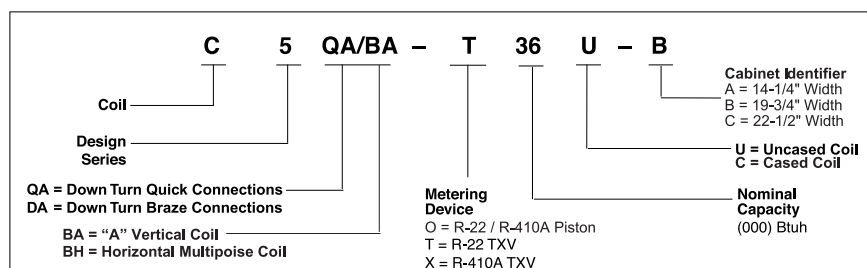 C 5 QA/BA - T 36 U - B
Coil
Design
Series
QA = Down Turn Quick Connections
DA = Down Turn Braze Connections
BA = “A” Vertical Coil
BH = Horizontal Multipoise Coil
Metering
Device
O = R-22 / R-410A Piston
T = R-22 TXV
X = R-410A TXV
Cabinet Identifier
A = 14-1/4" Width
B = 19-3/4" Width
C = 22-1/2" Width
U = Uncased Coil
C = Cased Coil
Nominal
Capacity
(000) Btuh